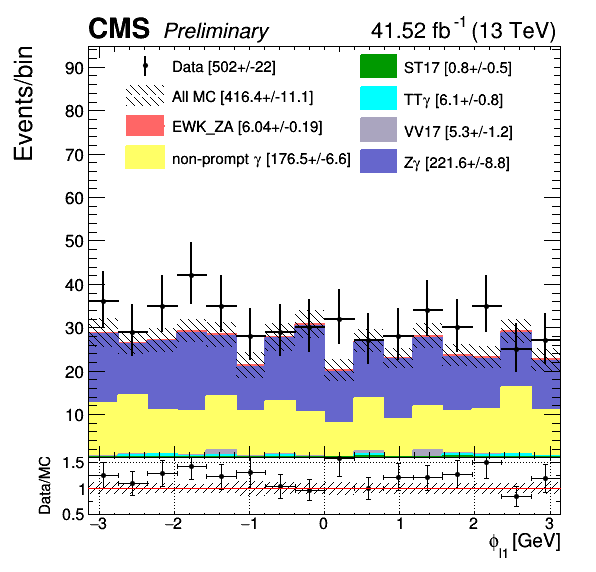 CMS Preliminary 41.52 fb⁻¹ (13 TeV)
Events/bin
Data [502+/-22]
All MC [416.4+/-11.1]
EWK_ZA [6.04+/-0.19]
non-prompt γ [176.5+/-6.6]
ST17 [0.8+/-0.5]
TTγ [6.1+/-0.8]
VV17 [5.3+/-1.2]
Zγ [221.6+/-8.8]
90
80
70
60
50
40
30
20
10
Data/MC
1.5
1
0.5
−3 −2 −1 0 1 2 3
ϕ_l1 [GeV]